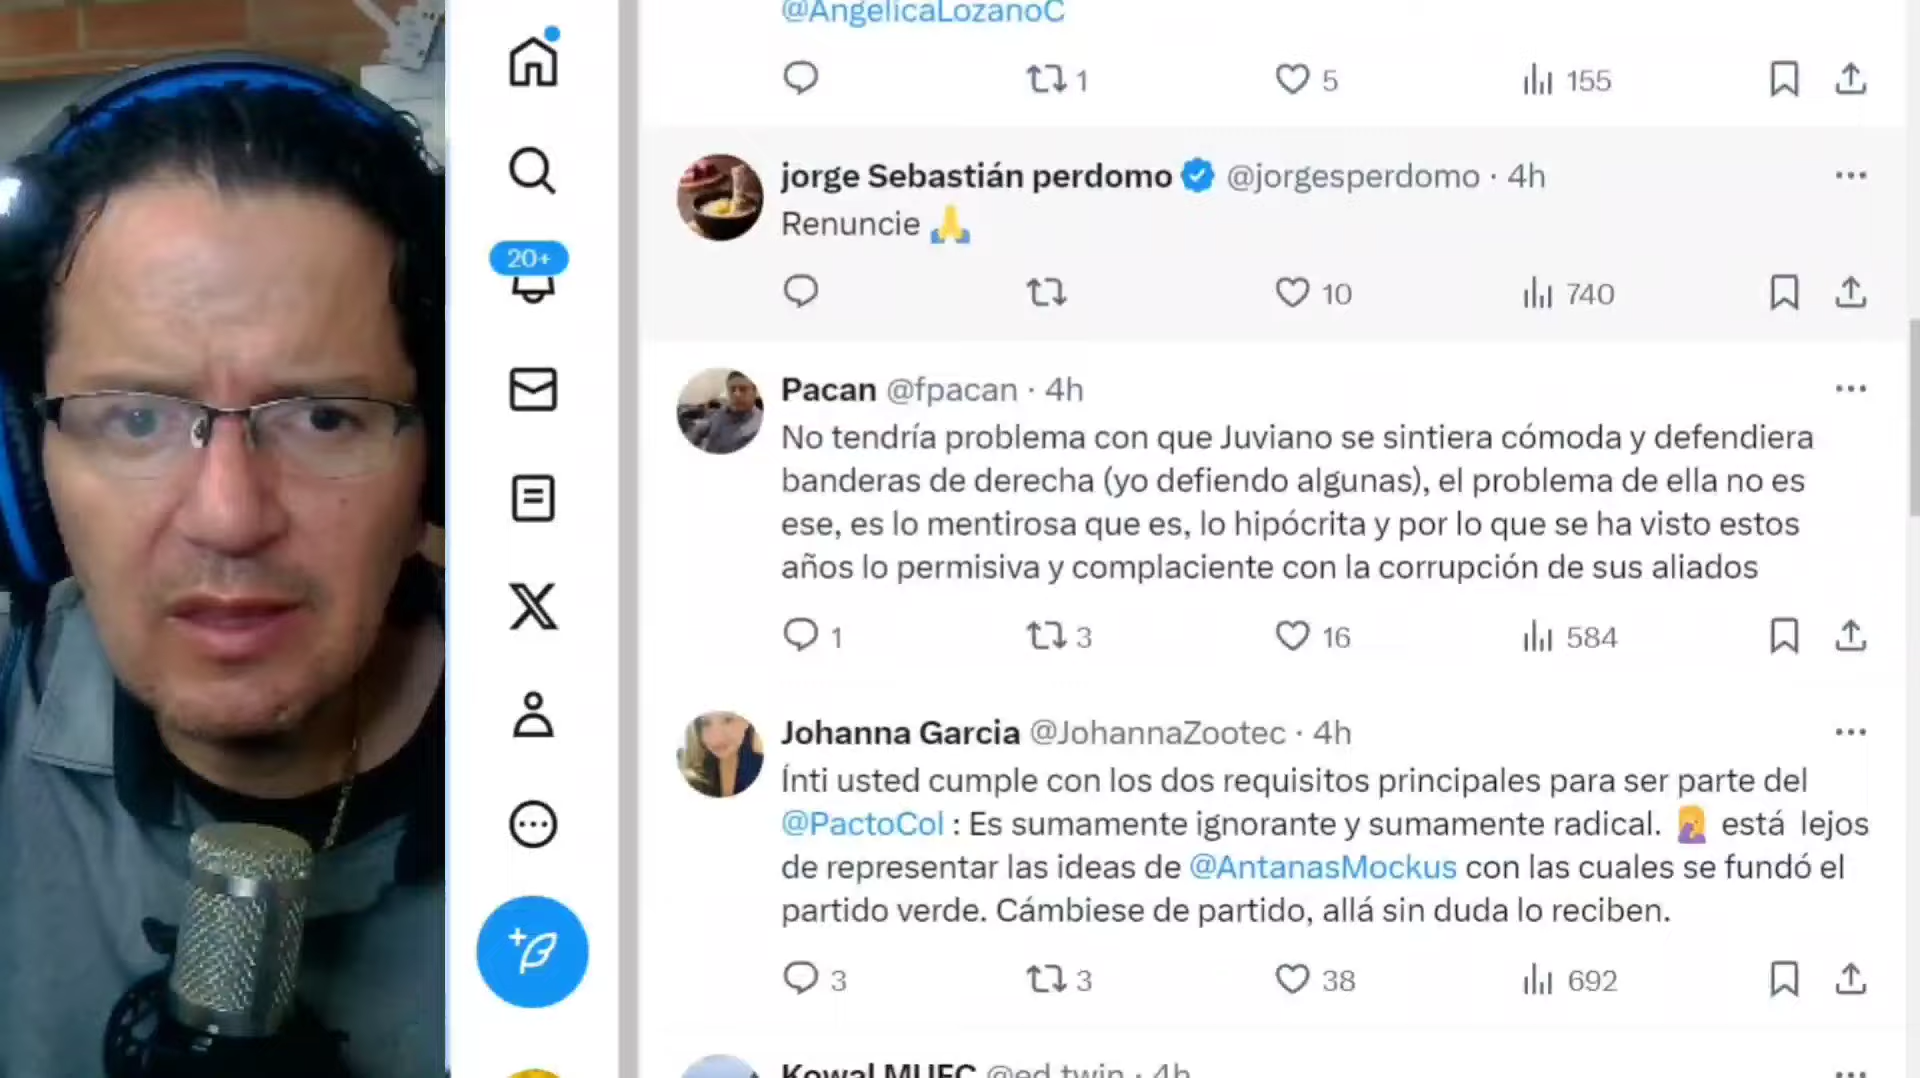 @AngelicaLozanoC
1 5 155
20+
jorge Sebastián perdomo @jorgesperdomo · 4h
Renuncie 🙏
10 740
Pacan @fpacan · 4h
No tendría problema con que Juviano se sintiera cómoda y defendiera
banderas de derecha (yo defiendo algunas), el problema de ella no es
ese, es lo mentirosa que es, lo hipócrita y por lo que se ha visto estos
años lo permisiva y complaciente con la corrupción de sus aliados
1 3 16 584
Johanna Garcia @JohannaZootec · 4h
Ínti usted cumple con los dos requisitos principales para ser parte del
@PactoCol : Es sumamente ignorante y sumamente radical. 🤦‍♀️ está lejos
de representar las ideas de @AntanasMockus con las cuales se fundó el
partido verde. Cámbiese de partido, allá sin duda lo reciben.
3 3 38 692
Kowal MUFC @ed_twin · 4h